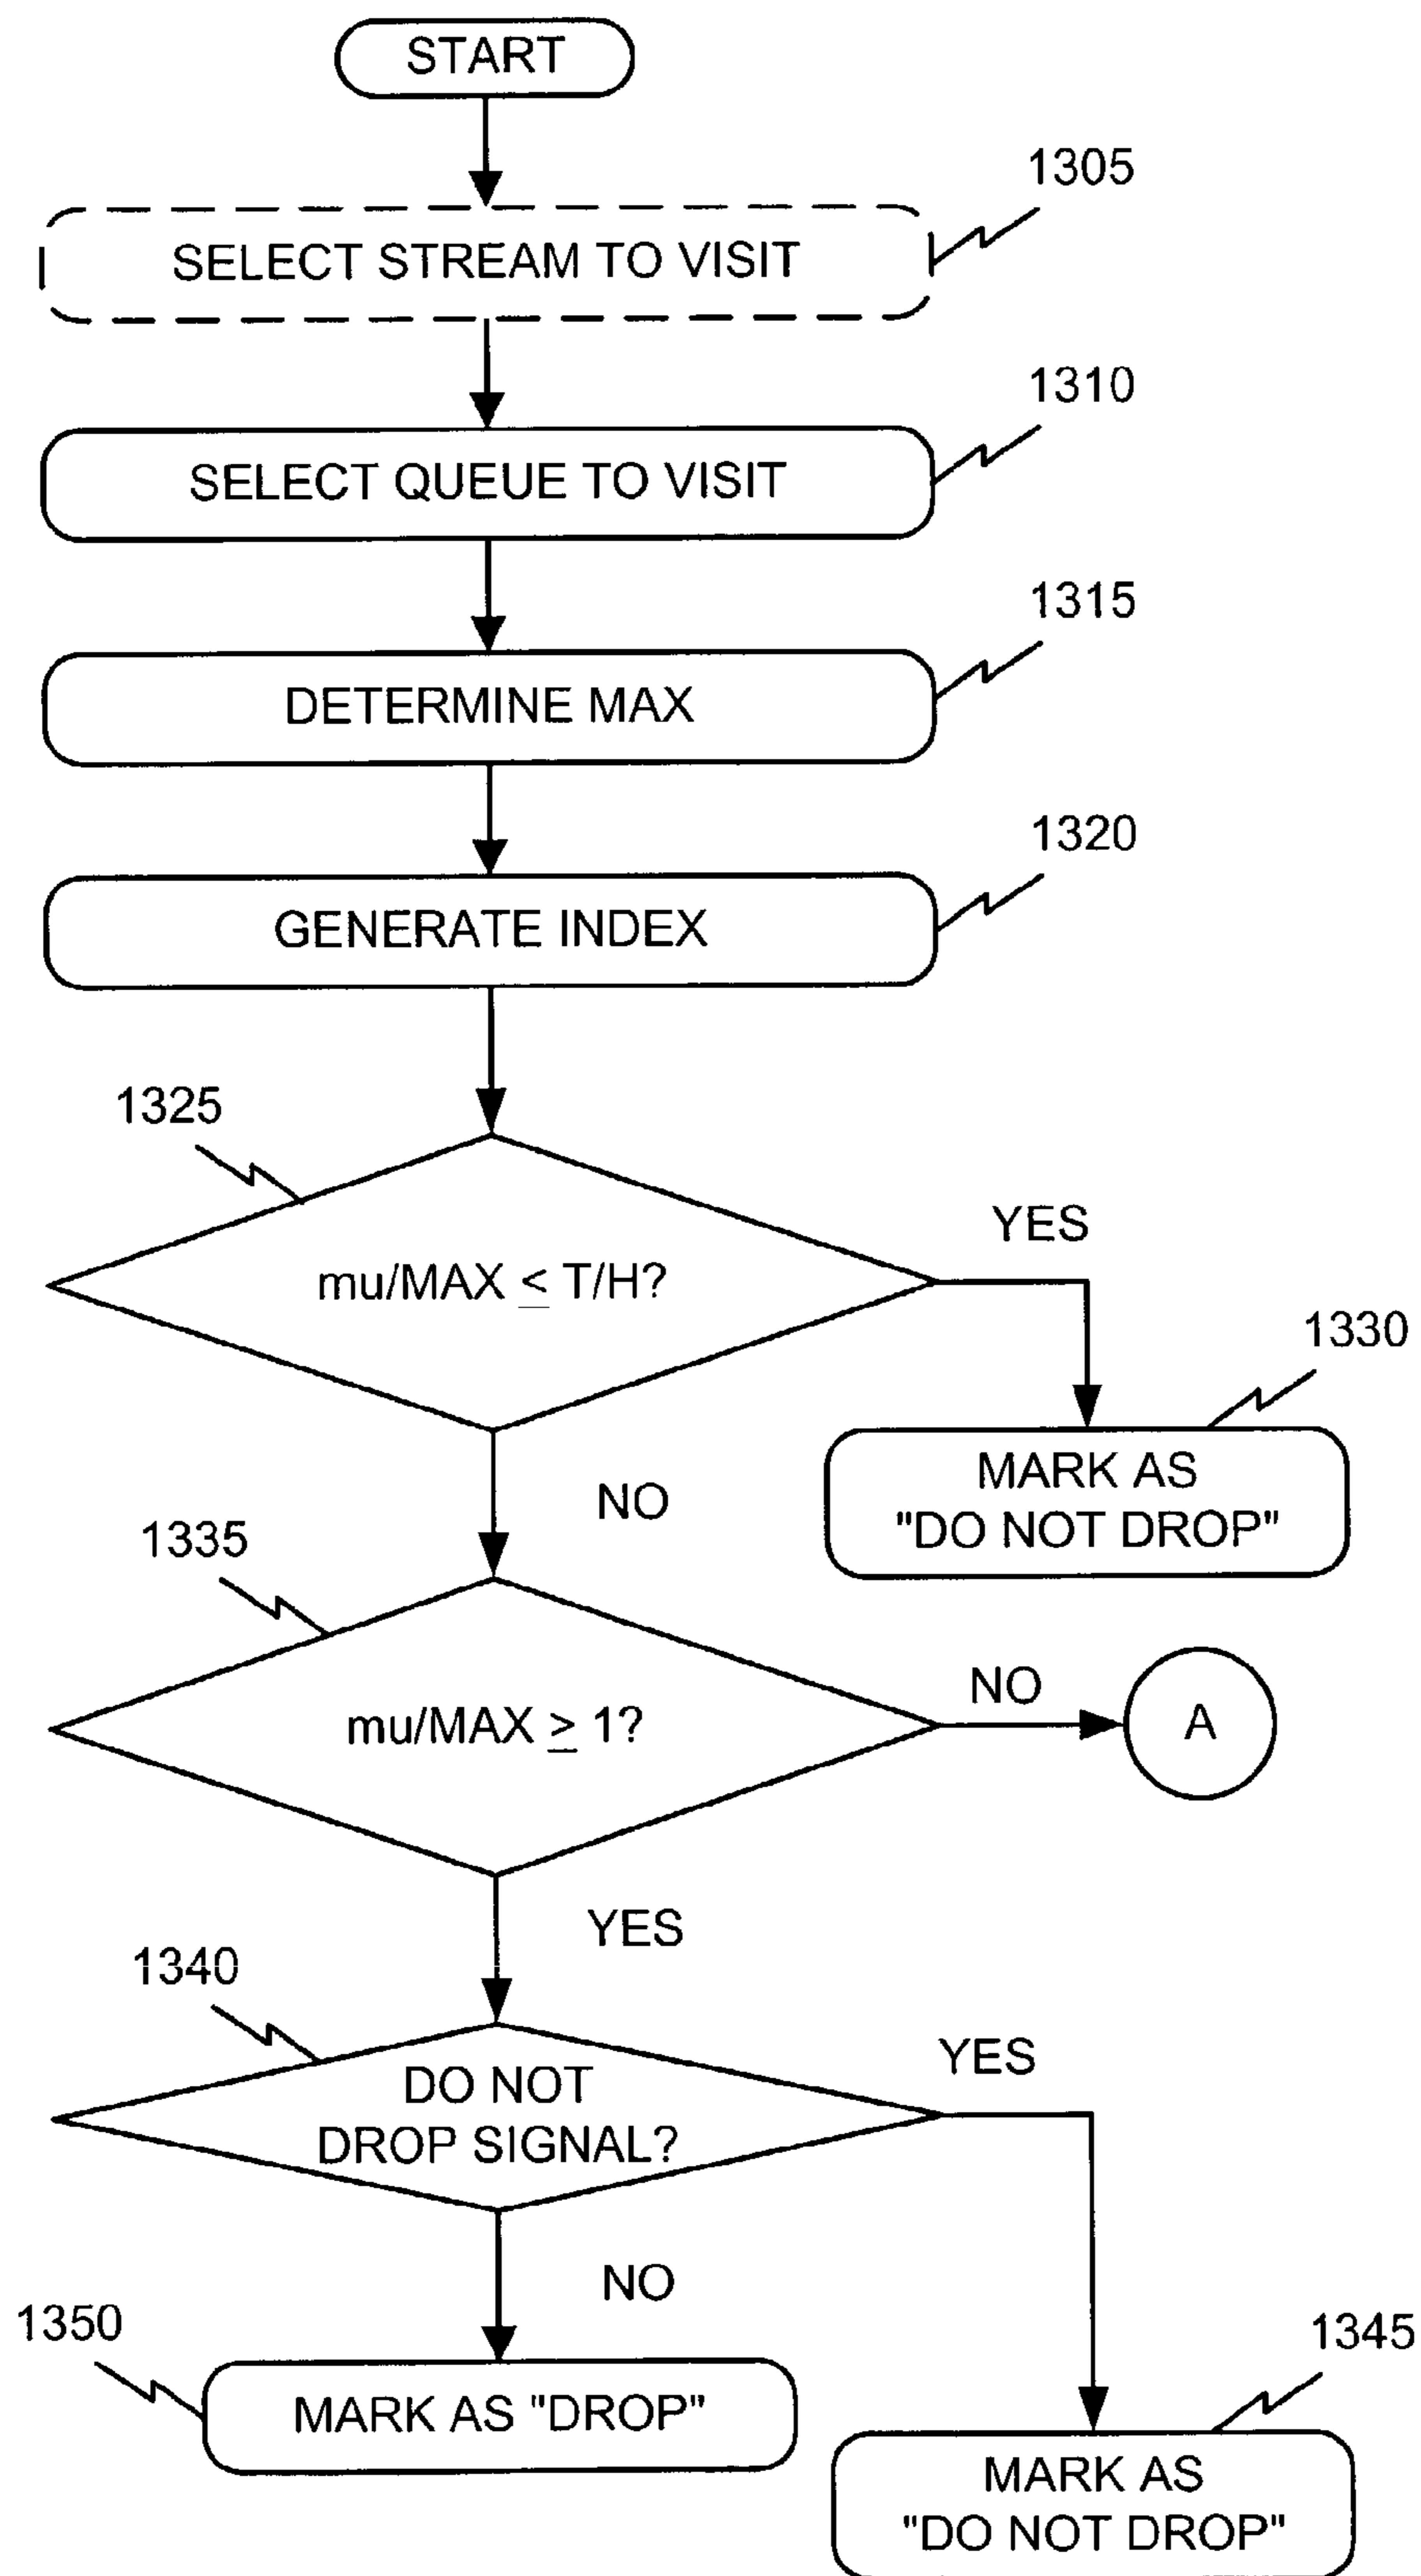 START
1305
SELECT STREAM TO VISIT
1310
SELECT QUEUE TO VISIT
1315
DETERMINE MAX
1320
GENERATE INDEX
1325
mu/MAX ≤ T/H?
YES
1330
MARK AS
"DO NOT DROP"
NO
1335
mu/MAX ≥ 1?
NO
A
YES
1340
DO NOT
DROP SIGNAL?
YES
NO
1350
MARK AS "DROP"
1345
MARK AS
"DO NOT DROP"